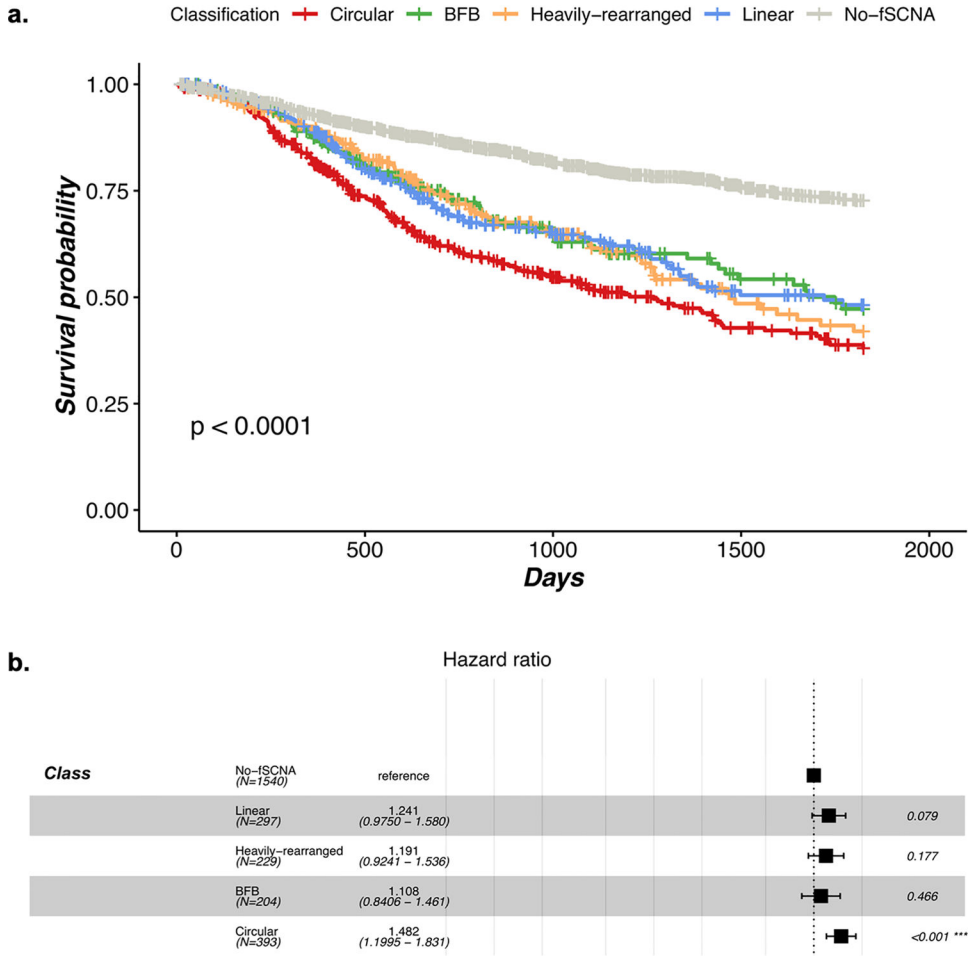 a.
Classification Circular BFB Heavily-rearranged Linear No-fSCNA
1.00
0.75
0.50
0.25
0.00
Survival probability
p < 0.0001
0 500 1000 1500 2000
Days
b.
Hazard ratio
Class
No-fSCNA
(N=1540)
reference
Linear
(N=297)
1.241
(0.9750 - 1.580)
0.079
Heavily-rearranged
(N=229)
1.191
(0.9241 - 1.536)
0.177
BFB
(N=204)
1.108
(0.8406 - 1.461)
0.466
Circular
(N=393)
1.482
(1.1995 - 1.831)
<0.001 ***